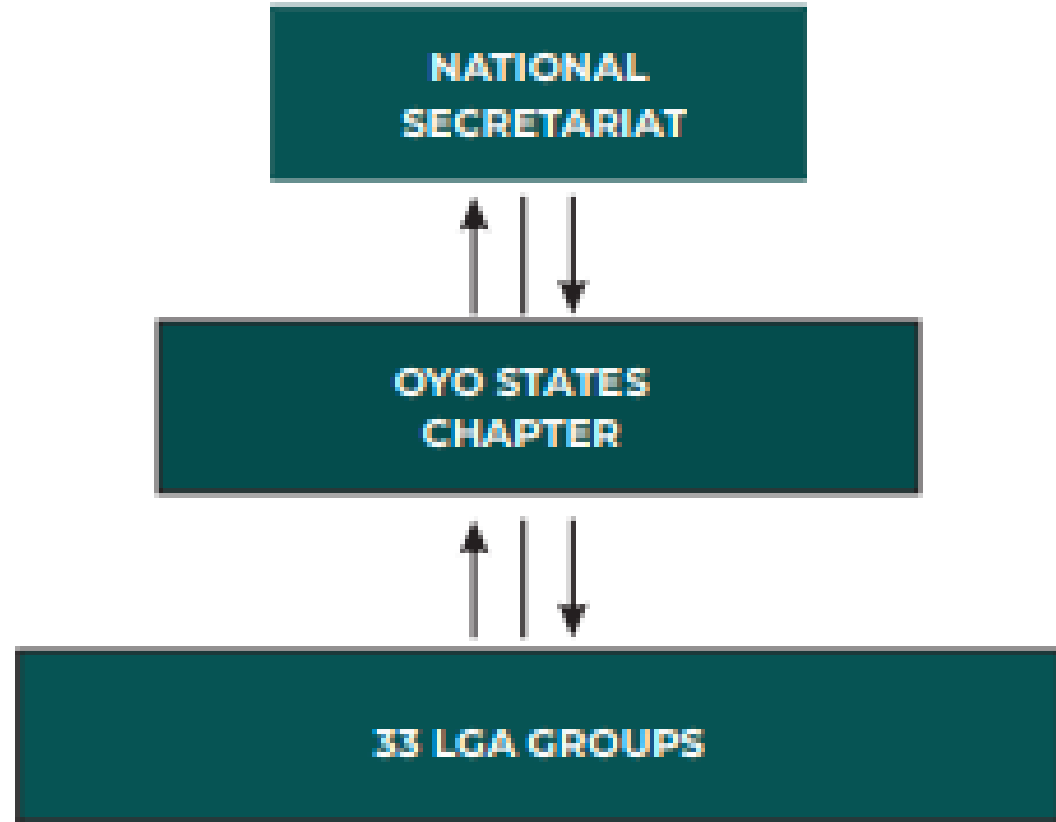 NATIONAL
SECRETARIAT
OYO STATES
CHAPTER
33 LGA GROUPS